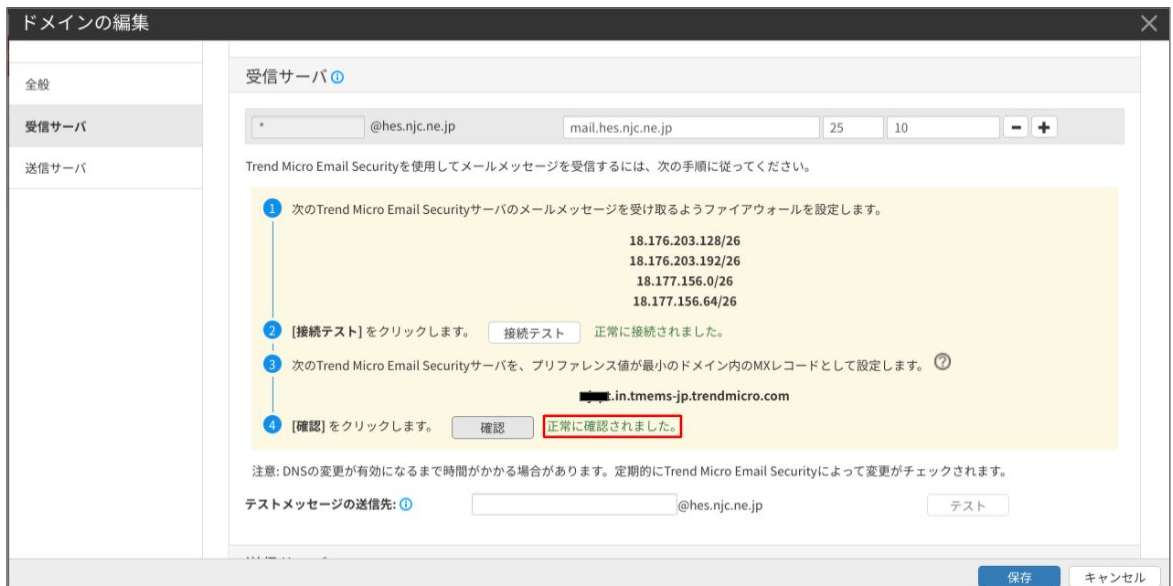 ドメインの編集
全般
受信サーバ
送信サーバ
受信サーバ
* @hes.njc.ne.jp mail.hes.njc.ne.jp 25 10
Trend Micro Email Securityを使用してメールメッセージを受信するには、次の手順に従ってください。
1 次のTrend Micro Email Securityサーバのメールメッセージを受け取るようファイアウォールを設定します。
18.176.203.128/26
18.176.203.192/26
18.177.156.0/26
18.177.156.64/26
2 [接続テスト] をクリックします。 接続テスト 正常に接続されました。
3 次のTrend Micro Email Securityサーバを、プリファレンス値が最小のドメイン内のMXレコードとして設定します。
.in.tmems-jp.trendmicro.com
4 [確認] をクリックします。 確認 正常に確認されました。
注意: DNSの変更が有効になるまで時間がかかる場合があります。定期的にTrend Micro Email Securityによって変更がチェックされます。
テストメッセージの送信先: @hes.njc.ne.jp テスト
保存 キャンセル